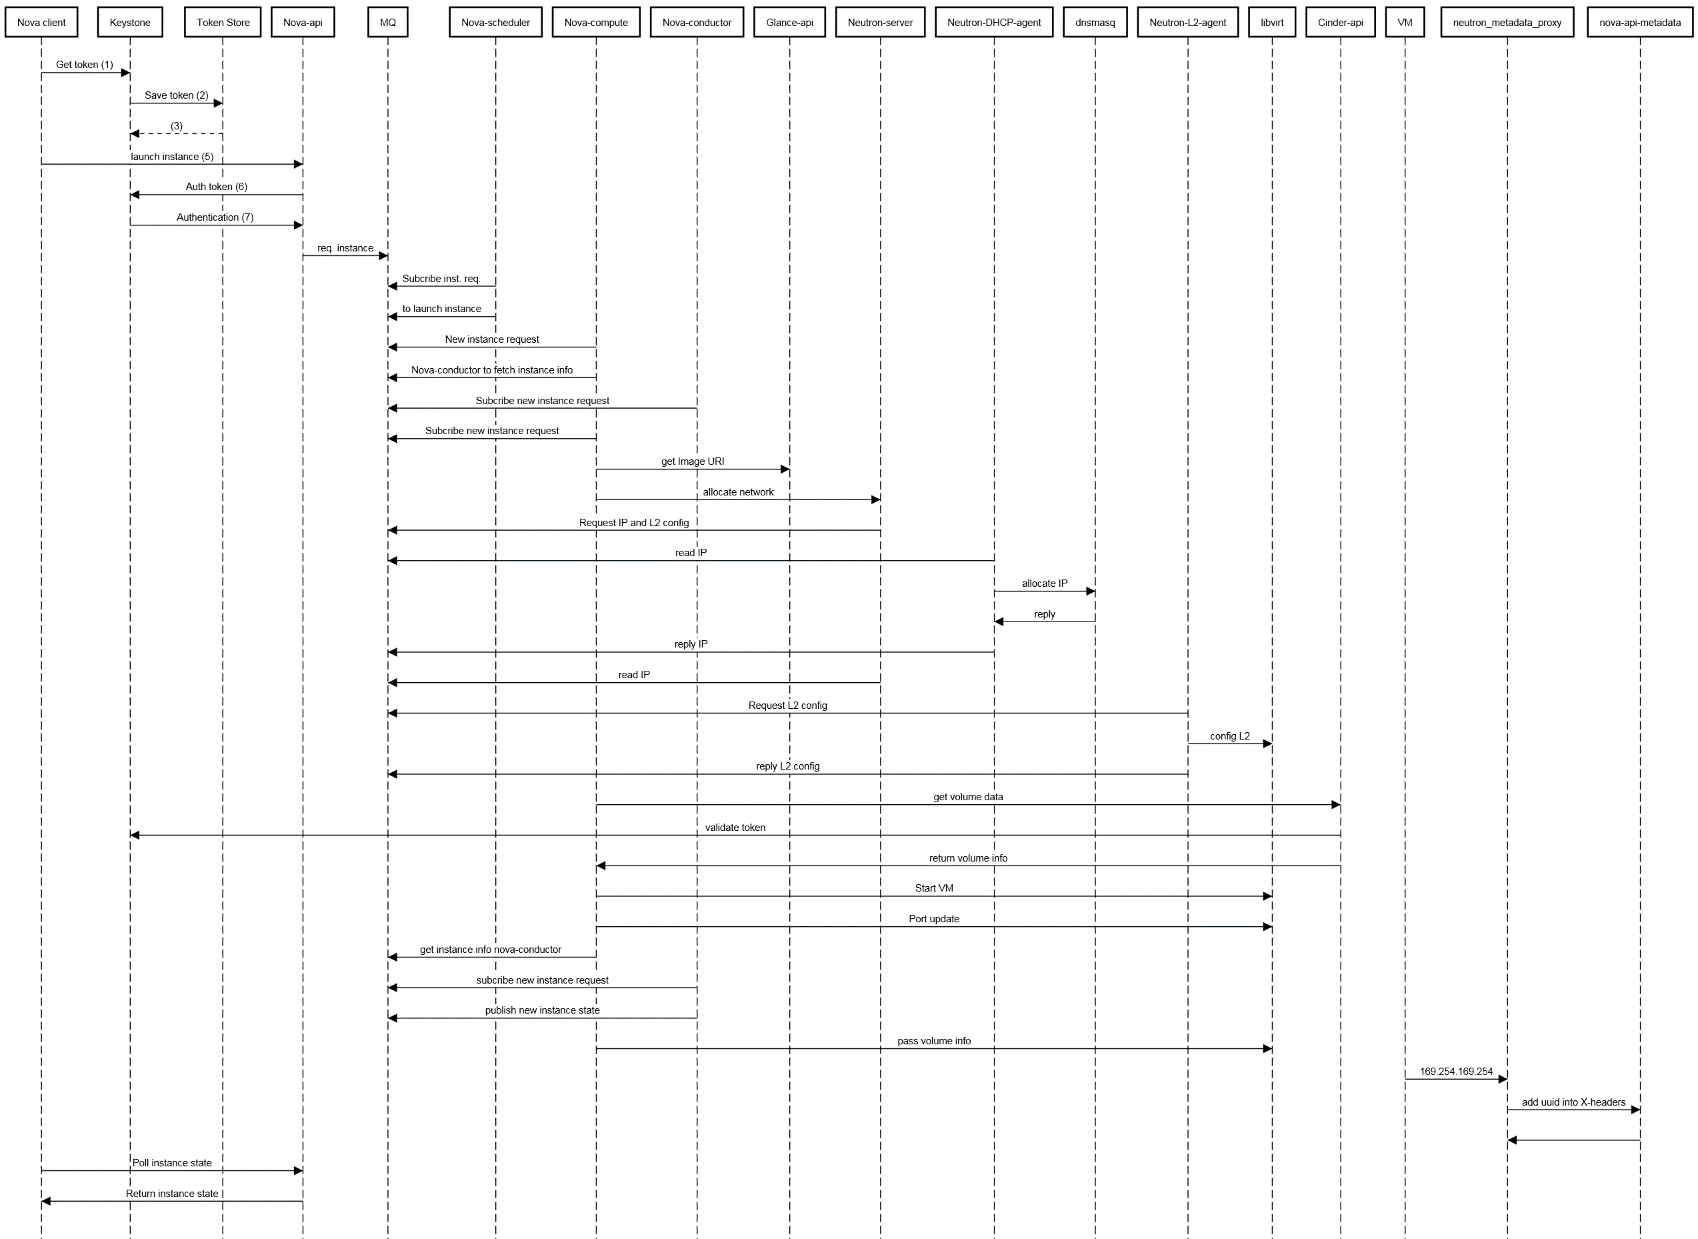 Nova client
Keystone
Token Store
Nova-api
MQ
Nova-scheduler
Nova-compute
Nova-conductor
Glance-api
Neutron-server
Neutron-DHCP-agent
dnsmasq
Neutron-L2-agent
libvirt
Cinder-api
VM
neutron_metadata_proxy
nova-api-metadata
Get token (1)
Save token (2)
(3)
launch instance (5)
Auth token (6)
Authentication (7)
req. instance
Subcribe inst. req.
to launch instance
New instance request
Nova-conductor to fetch instance info
Subcribe new instance request
Subcribe new instance request
get Image URI
allocate network
Request IP and L2 config
read IP
allocate IP
reply
reply IP
read IP
Request L2 config
config L2
reply L2 config
get volume data
validate token
return volume info
Start VM
Port update
get instance info nova-conductor
subcribe new instance request
publish new instance state
pass volume info
169.254.169.254
add uuid into X-headers
Poll instance state
Return instance state